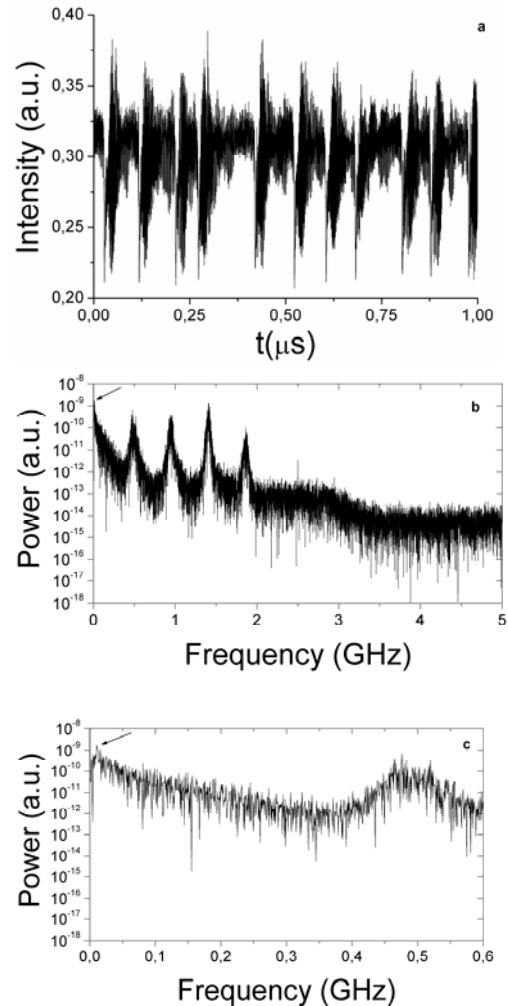 a
0,40
0,35
0,30
0,25
0,20
Intensity (a.u.)
0,00 0,25 0,50 0,75 1,00
t(μs)
b
10⁻⁸
10⁻⁹
10⁻¹⁰
10⁻¹¹
10⁻¹²
10⁻¹³
10⁻¹⁴
10⁻¹⁵
10⁻¹⁶
10⁻¹⁷
10⁻¹⁸
Power (a.u.)
0 1 2 3 4 5
Frequency (GHz)
c
10⁻⁸
10⁻⁹
10⁻¹⁰
10⁻¹¹
10⁻¹²
10⁻¹³
10⁻¹⁴
10⁻¹⁵
10⁻¹⁶
10⁻¹⁷
10⁻¹⁸
Power (a.u.)
0,0 0,1 0,2 0,3 0,4 0,5 0,6
Frequency (GHz)